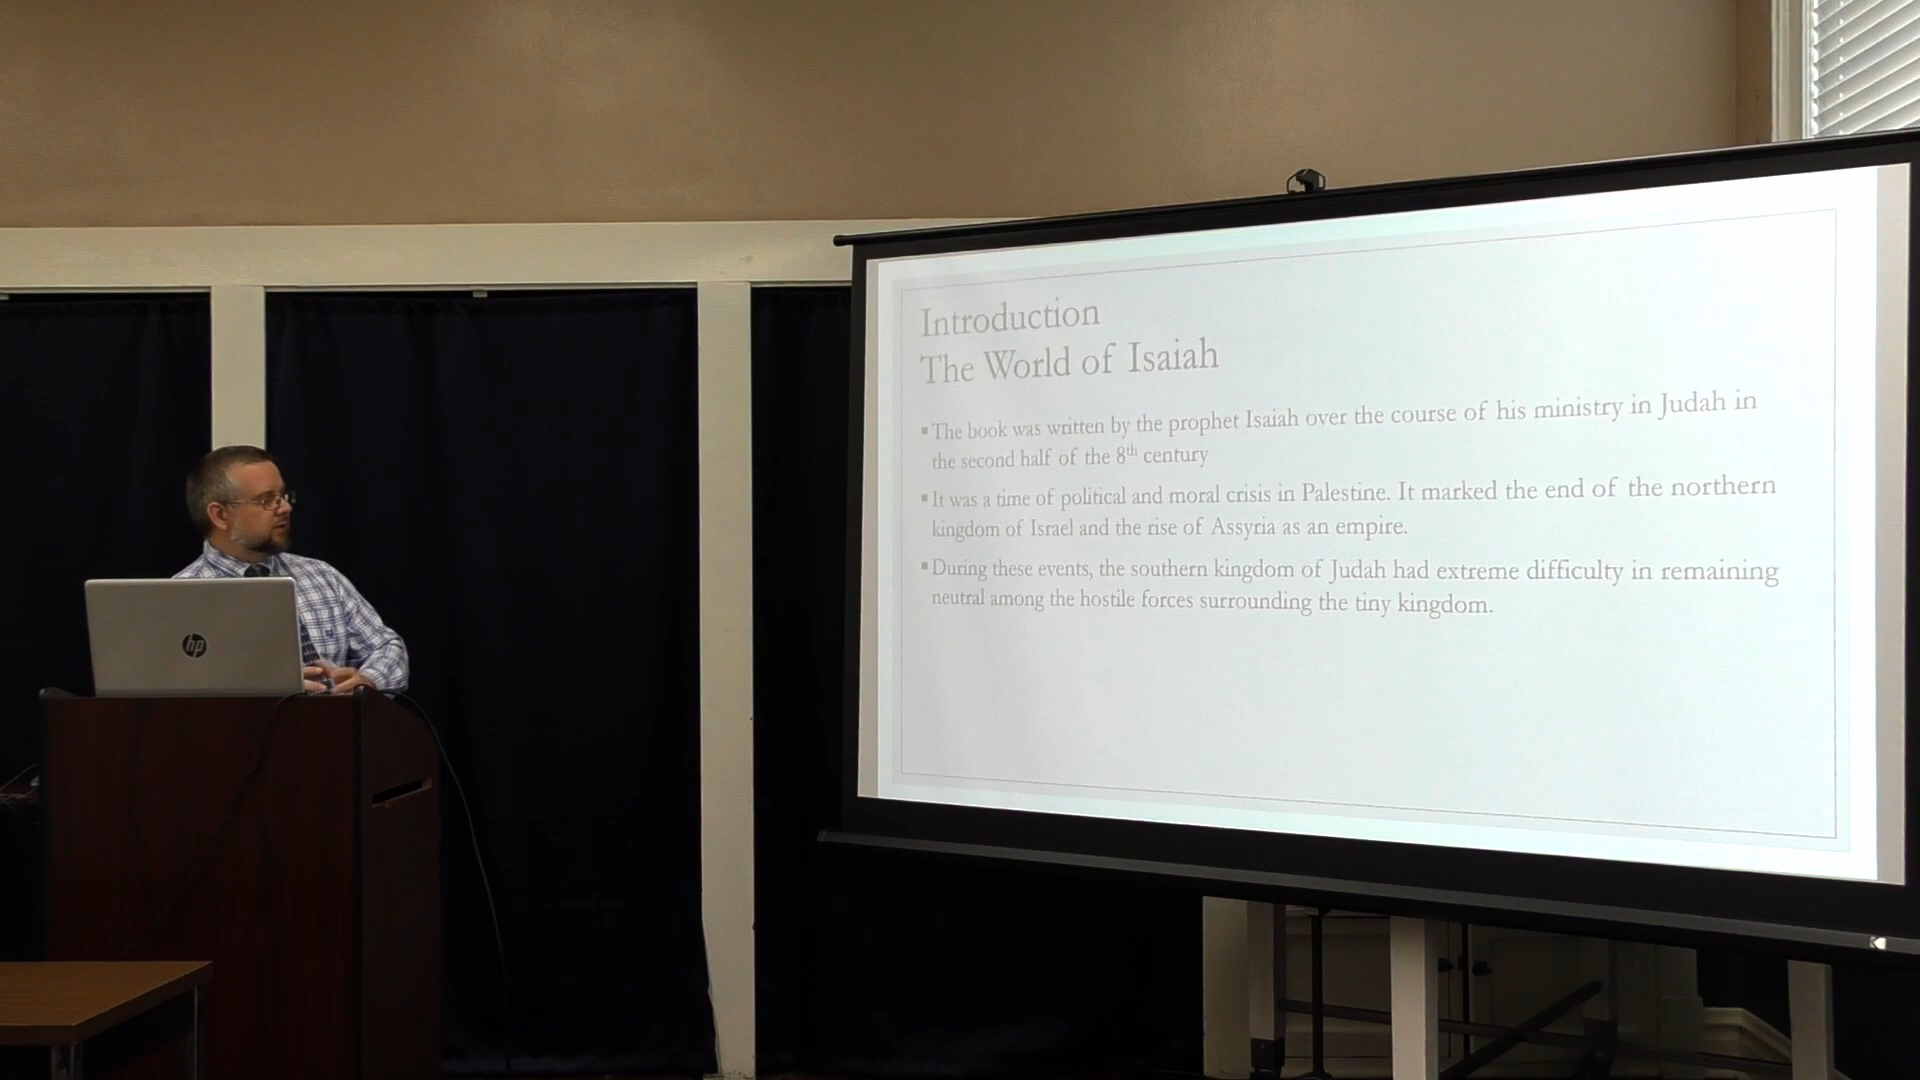 Introduction
The World of Isaiah
▪The book was written by the prophet Isaiah over the course of his ministry in Judah in
the second half of the 8th century
▪It was a time of political and moral crisis in Palestine. It marked the end of the northern
kingdom of Israel and the rise of Assyria as an empire.
▪During these events, the southern kingdom of Judah had extreme difficulty in remaining
neutral among the hostile forces surrounding the tiny kingdom.
hp